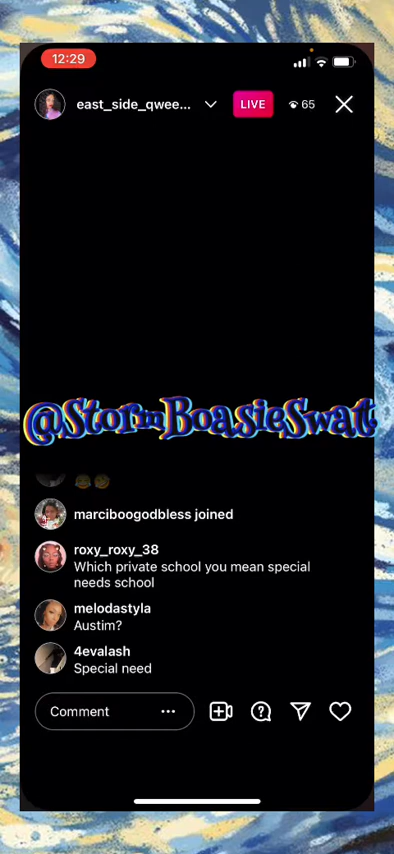 12:29
east_side_qwee...
LIVE
65
@StormBoasieSwatt
marciboogodbless joined
roxy_roxy_38
Which private school you mean special
needs school
melodastyla
Austim?
4evalash
Special need
Comment